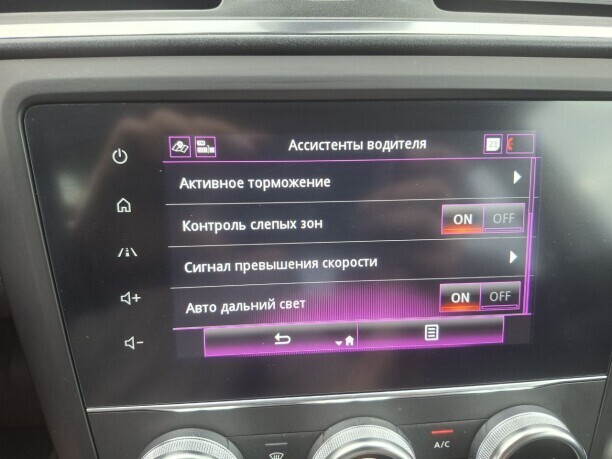 Ассистенты водителя
Активное торможение
Контроль слепых зон ON OFF
Сигнал превышения скорости
Авто дальний свет ON OFF
A/C